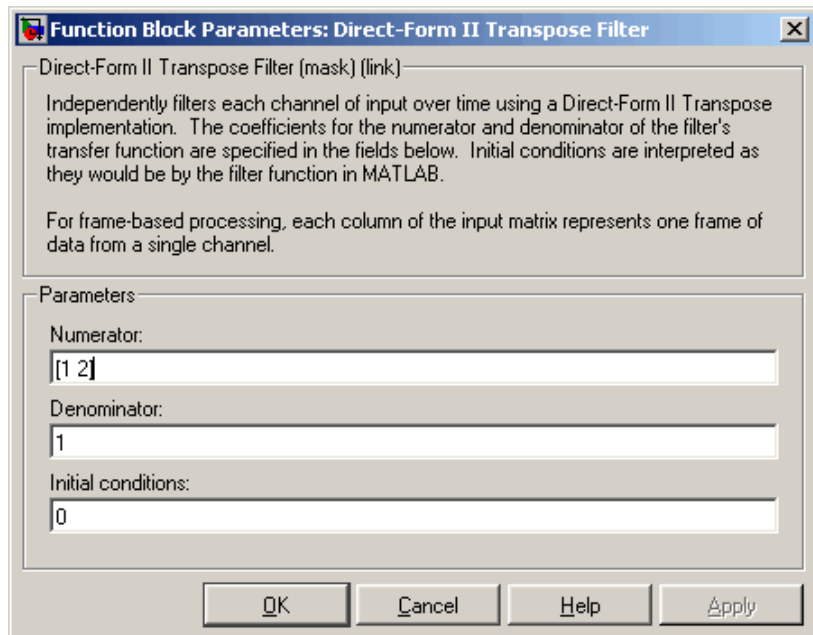 Function Block Parameters: Direct-Form II Transpose Filter
Direct-Form II Transpose Filter (mask) (link)
Independently filters each channel of input over time using a Direct-Form II Transpose
implementation.  The coefficients for the numerator and denominator of the filter's
transfer function are specified in the fields below.  Initial conditions are interpreted as
they would be by the filter function in MATLAB.
For frame-based processing, each column of the input matrix represents one frame of
data from a single channel.
Parameters
Numerator:
[1 2]
Denominator:
1
Initial conditions:
0
OK Cancel Help Apply